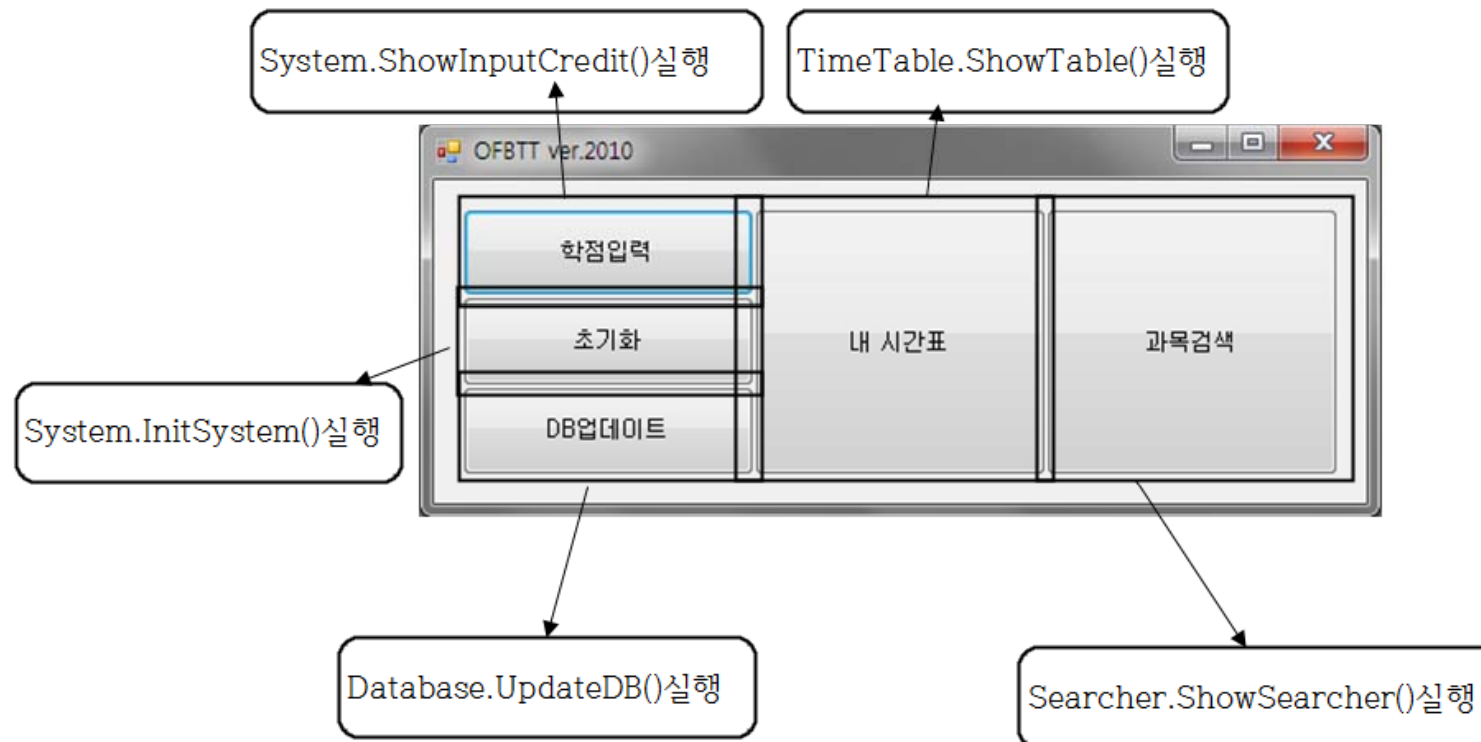 System.ShowInputCredit()실행
TimeTable.ShowTable()실행
OFBTT ver.2010
학점입력
초기화
내 시간표
과목검색
System.InitSystem()실행
DB업데이트
Database.UpdateDB()실행
Searcher.ShowSearcher()실행